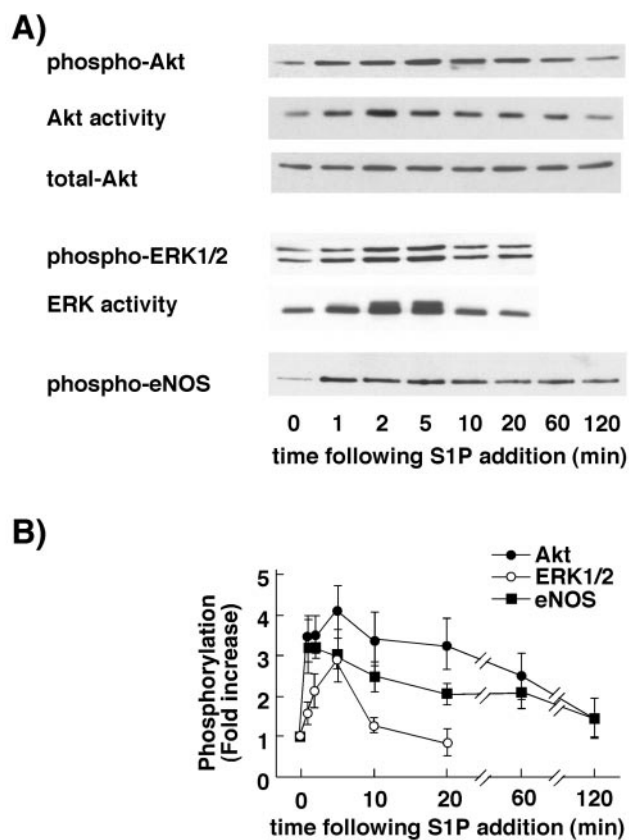 A)
phospho-Akt
Akt activity
total-Akt
phospho-ERK1/2
ERK activity
phospho-eNOS
0 1 2 5 10 20 60 120
time following S1P addition (min)
B)
Akt
ERK1/2
eNOS
Phosphorylation
(Fold increase)
5
4
3
2
1
0
0 10 20 60 120
time following S1P addition (min)